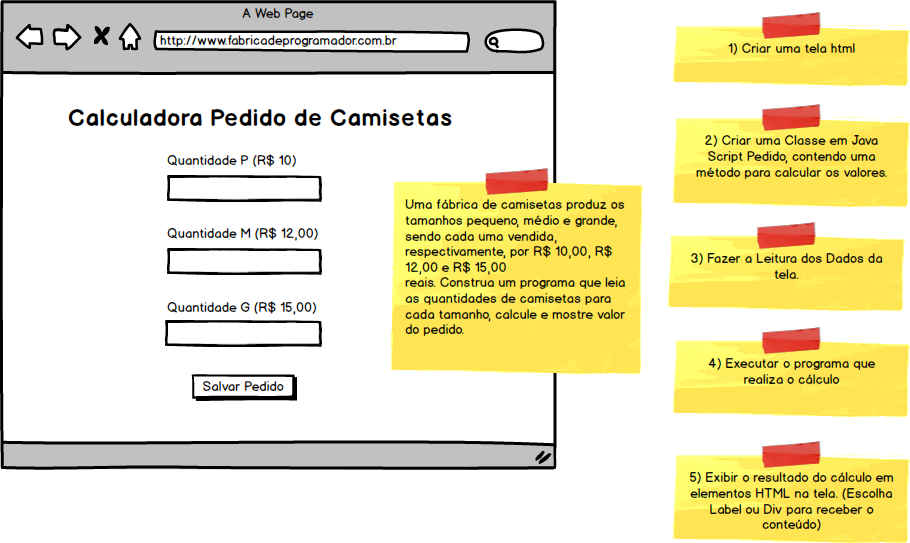 A Web Page
http://www.fabricadeprogramador.com.br
Calculadora Pedido de Camisetas
Quantidade P (R$ 10)
Quantidade M (R$ 12,00)
Quantidade G (R$ 15,00)
Salvar Pedido
Uma fábrica de camisetas produz os
tamanhos pequeno, médio e grande,
sendo cada uma vendida,
respectivamente, por R$ 10,00, R$
12,00 e R$ 15,00
reais. Construa um programa que leia
as quantidades de camisetas para
cada tamanho, calcule e mostre valor
do pedido.
1) Criar uma tela html
2) Criar uma Classe em Java
Script Pedido, contendo uma
método para calcular os valores.
3) Fazer a Leitura dos Dados da
tela.
4) Executar o programa que
realiza o cálculo
5) Exibir o resultado do cálculo em
elementos HTML na tela. (Escolha
Label ou Div para receber o
conteúdo)